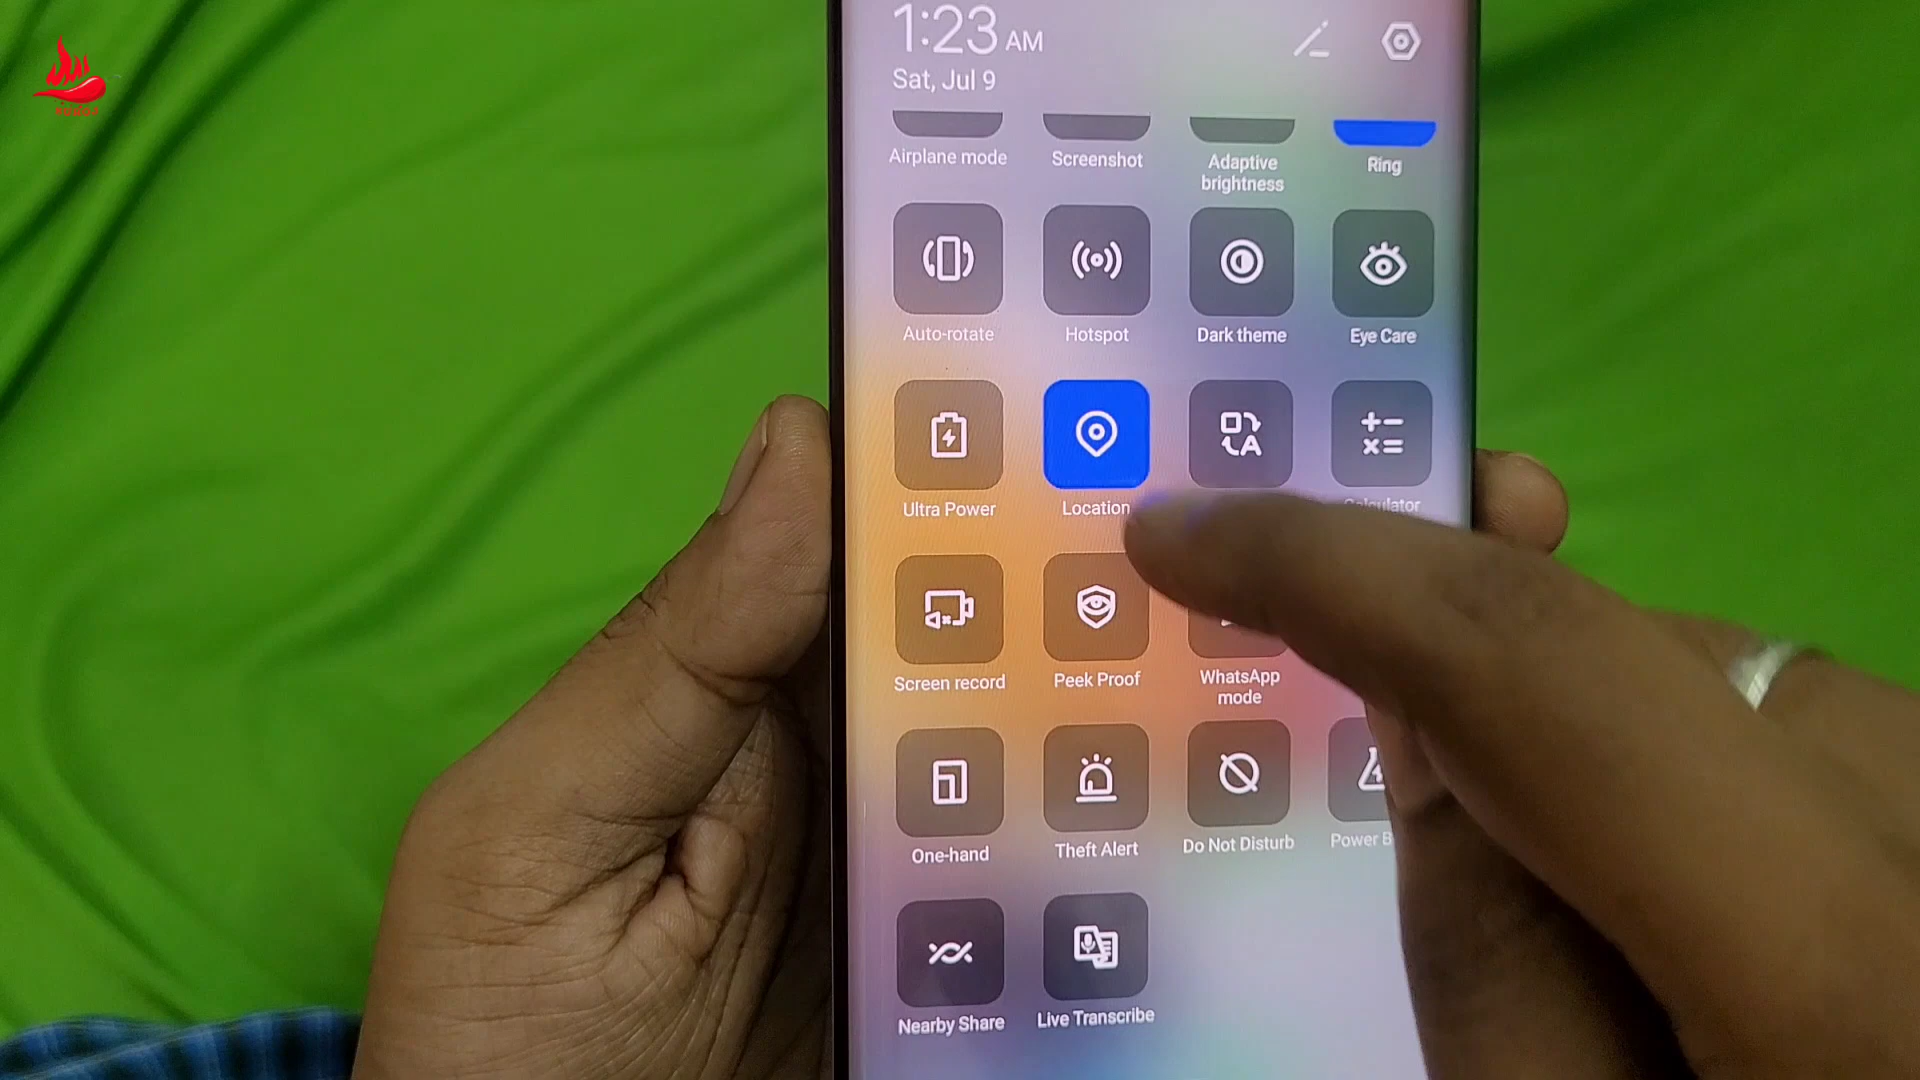 1:23 AM
Sat, Jul 9
Airplane mode
Screenshot
Adaptive
brightness
Ring
Auto-rotate
Hotspot
Dark theme
Eye Care
Ultra Power
Location
Calculator
Screen record
Peek Proof
WhatsApp
mode
One-hand
Theft Alert
Do Not Disturb
Power B
Nearby Share
Live Transcribe